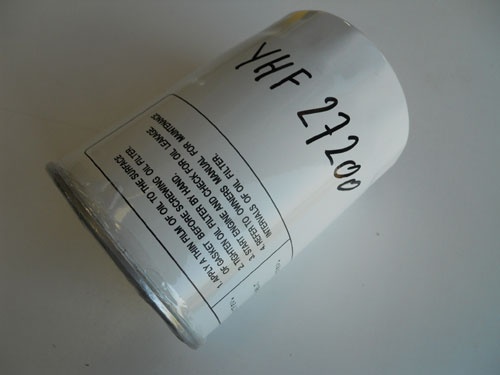 YHF 27200
1. APPLY A THIN FILM OF OIL TO THE SURFACE
OF GASKET BEFORE SCREWING OIL FILTER.
2. TIGHTEN OIL FILTER BY HAND.
3. START ENGINE AND CHECK FOR OIL LEAKAGE.
4. REFER TO OWNERS MANUAL FOR MAINTENANCE
INTERVALS OF OIL FILTER.